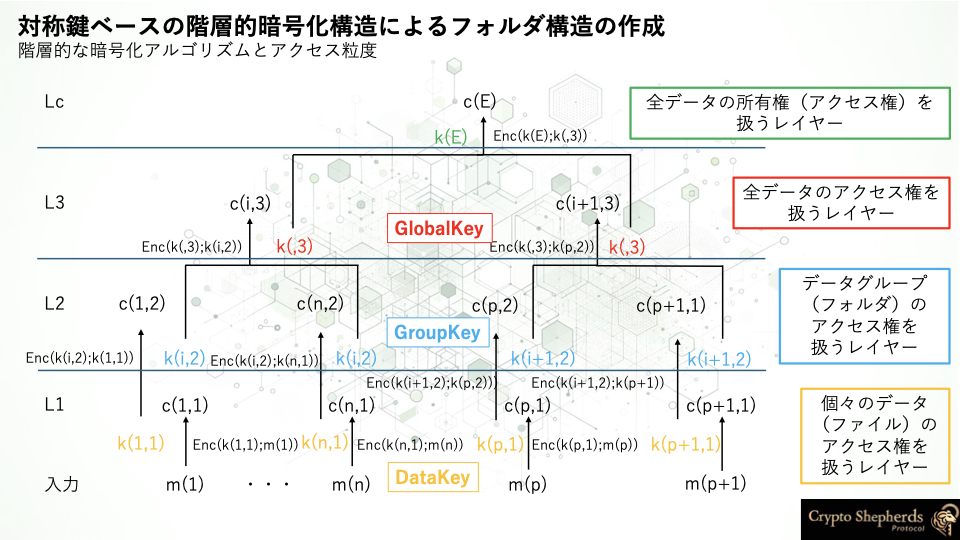 対称鍵ベースの階層的暗号化構造によるフォルダ構造の作成
階層的な暗号化アルゴリズムとアクセス粒度
Lc
c(E)
k(E)
Enc(k(E);k(,3))
全データの所有権（アクセス権）を
扱うレイヤー
L3
c(i,3)
c(i+1,3)
GlobalKey
Enc(k(,3);k(i,2))
k(,3)
Enc(k(,3);k(p,2))
k(,3)
全データのアクセス権を
扱うレイヤー
L2
c(1,2)
c(n,2)
c(p,2)
c(p+1,1)
GroupKey
Enc(k(i,2);k(1,1))
k(i,2)
Enc(k(i,2);k(n,1))
k(i,2)
k(i+1,2)
k(i+1,2)
Enc(k(i+1,2);k(p,2)))
Enc(k(i+1,2);k(p+1))
データグループ
（フォルダ）の
アクセス権を
扱うレイヤー
L1
c(1,1)
c(n,1)
c(p,1)
c(p+1,1)
k(1,1)
Enc(k(1,1);m(1))
k(n,1)
Enc(k(n,1);m(n))
k(p,1)
Enc(k(p,1);m(p))
k(p+1,1)
DataKey
個々のデータ
（ファイル）の
アクセス権を
扱うレイヤー
入力
m(1)
・・・
m(n)
m(p)
m(p+1)
Crypto Shepherds
Protocol